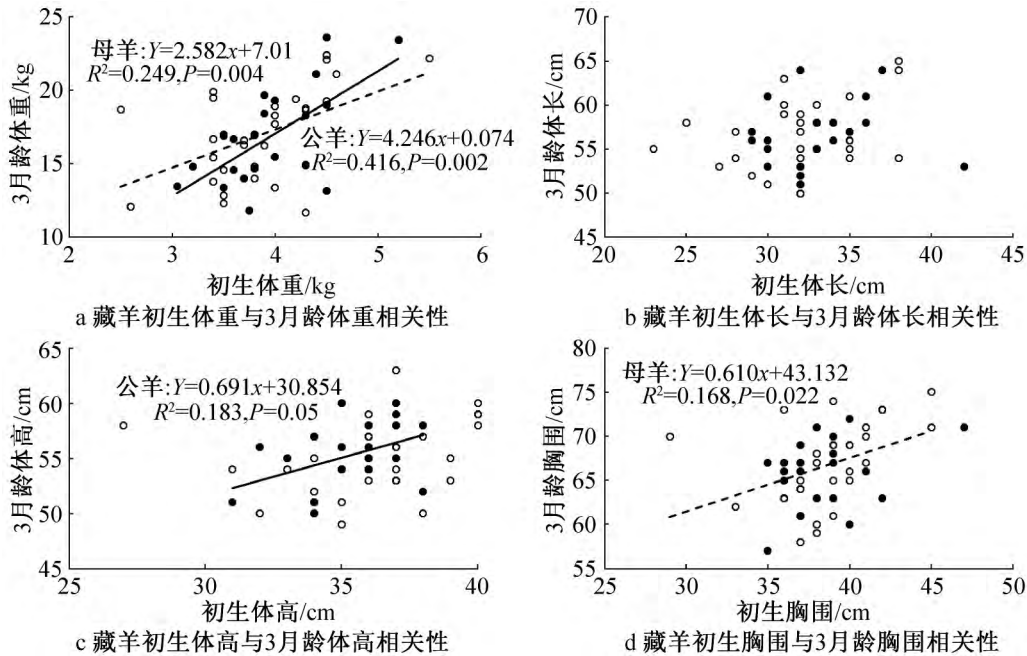 母羊:Y=2.582x+7.01
R²=0.249,P=0.004
公羊:Y=4.246x+0.074
R²=0.416,P=0.002
3月龄体重/kg
25
20
15
10
2 3 4 5 6
初生体重/kg
a 藏羊初生体重与3月龄体重相关性
3月龄体长/cm
75
65
55
45
20 25 30 35 40 45
初生体长/cm
b 藏羊初生体长与3月龄体长相关性
公羊:Y=0.691x+30.854
R²=0.183,P=0.05
3月龄体高/cm
65
60
55
50
45
25 30 35 40
初生体高/cm
c 藏羊初生体高与3月龄体高相关性
母羊:Y=0.610x+43.132
R²=0.168,P=0.022
3月龄胸围/cm
80
75
70
65
60
55
25 30 35 40 45 50
初生胸围/cm
d 藏羊初生胸围与3月龄胸围相关性